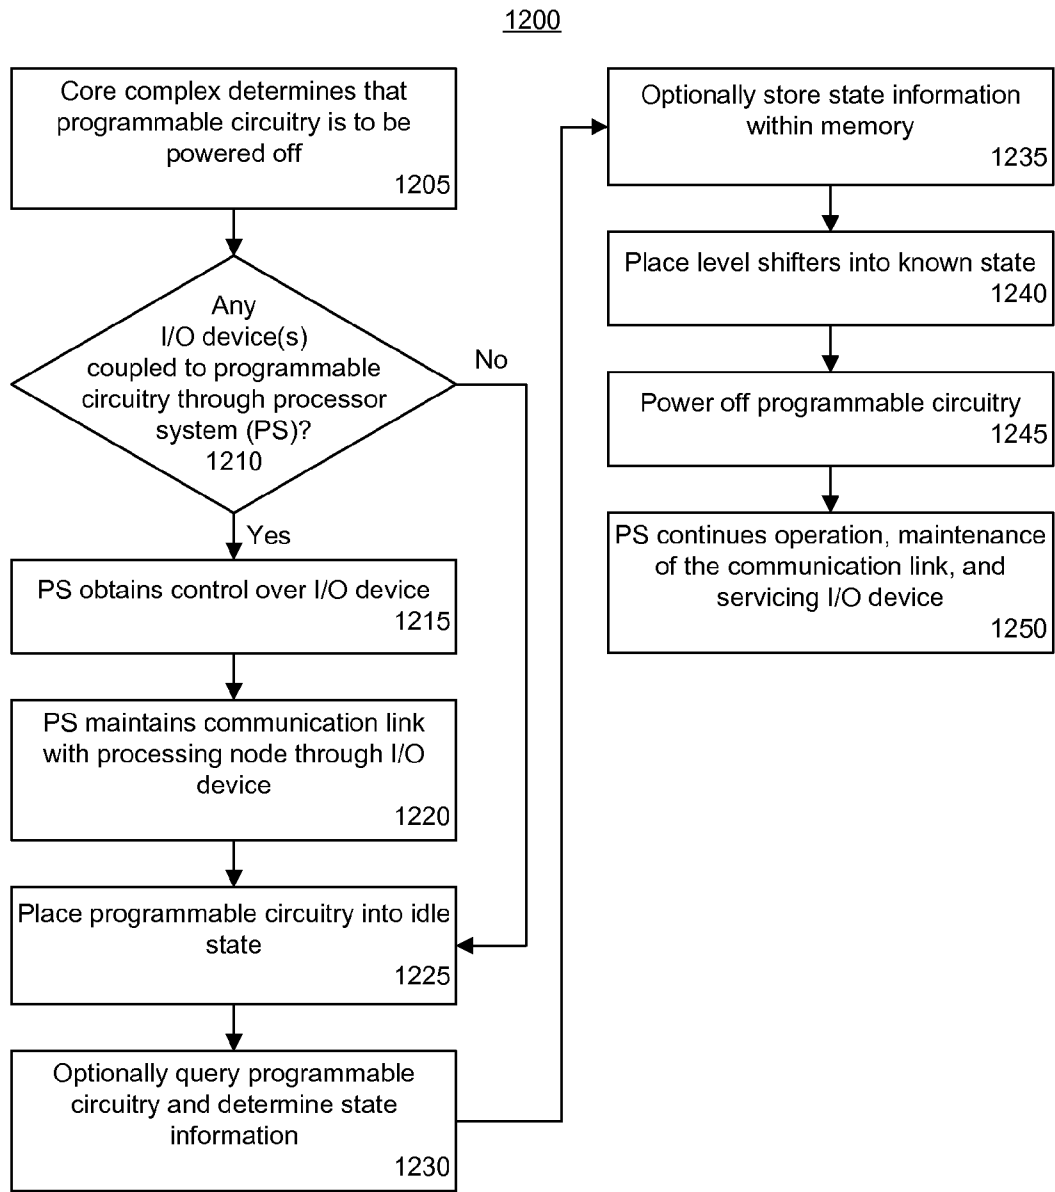 1200
Core complex determines that
programmable circuitry is to be
powered off
1205
Any
I/O device(s)
coupled to programmable
circuitry through processor
system (PS)?
1210
No
Yes
PS obtains control over I/O device
1215
PS maintains communication link
with processing node through I/O
device
1220
Place programmable circuitry into idle
state
1225
Optionally query programmable
circuitry and determine state
information
1230
Optionally store state information
within memory
1235
Place level shifters into known state
1240
Power off programmable circuitry
1245
PS continues operation, maintenance
of the communication link, and
servicing I/O device
1250